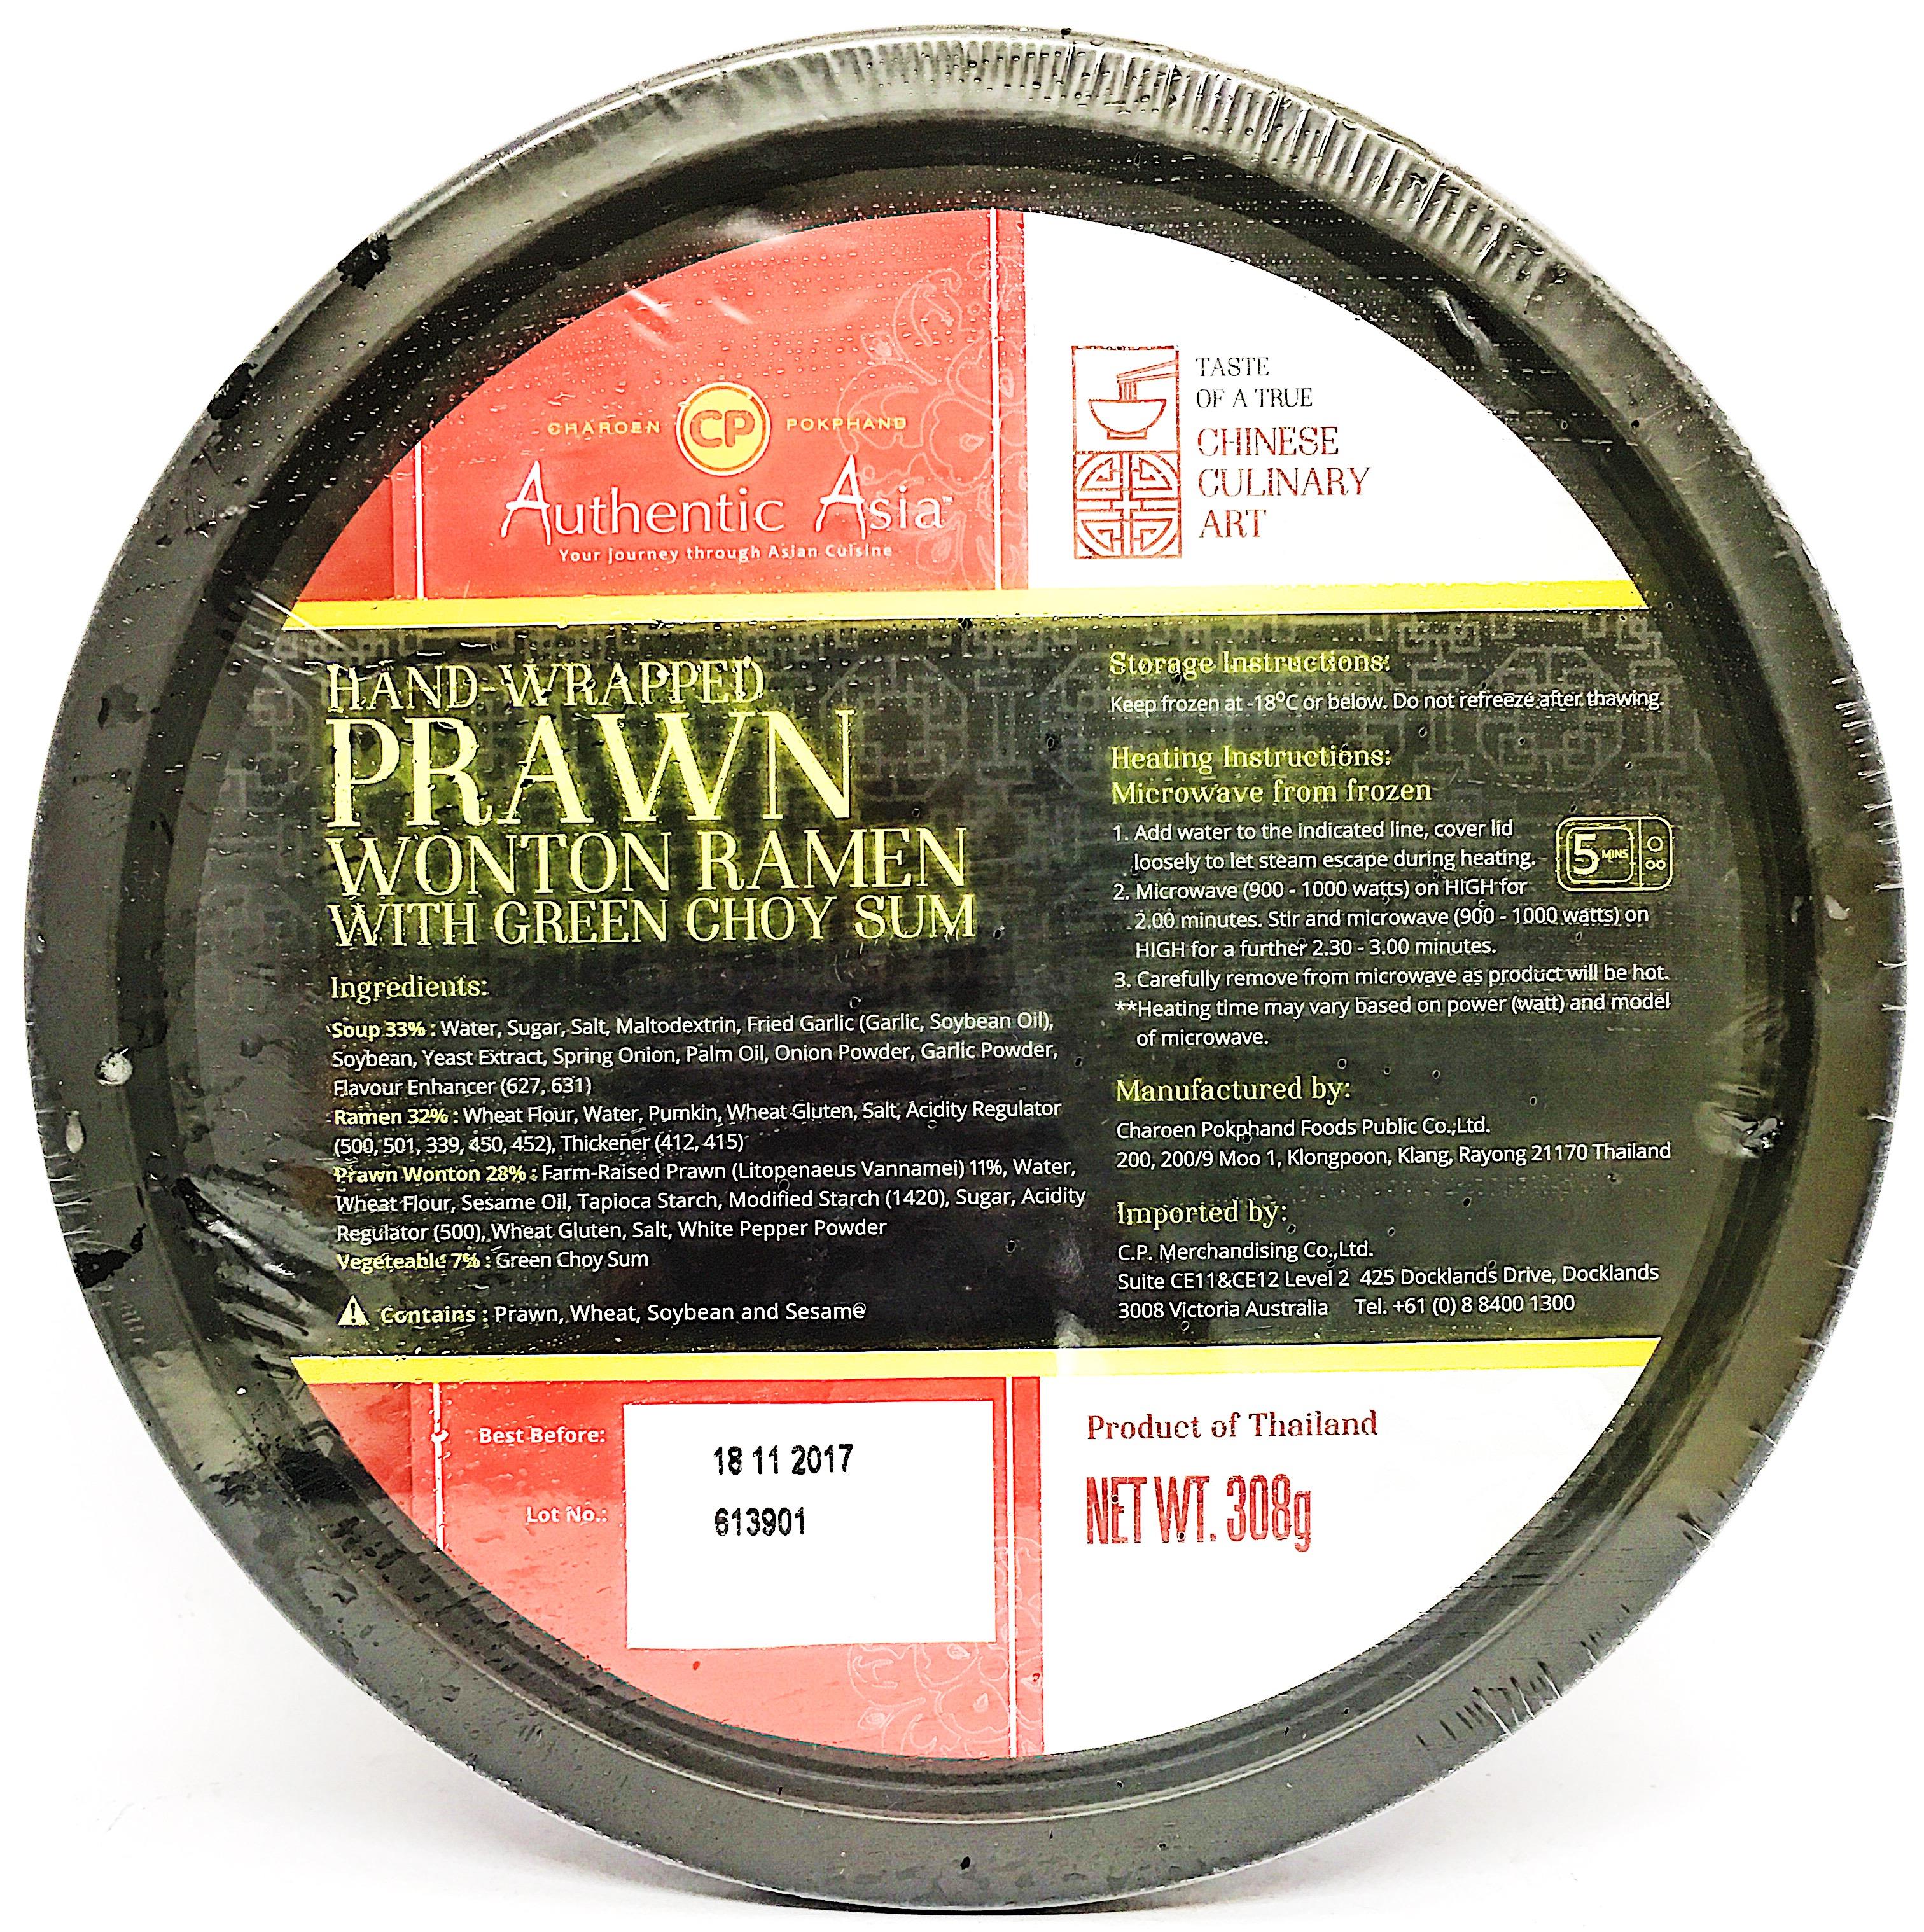 CHAROEN CP POKPHAND
Authentic Asia™
Your journey through Asian Cuisine
TASTE
OF A TRUE
CHINESE
CULINARY
ART
HAND-WRAPPED
PRAWN
WONTON RAMEN
WITH GREEN CHOY SUM
Ingredients:
Soup 33% : Water, Sugar, Salt, Maltodextrin, Fried Garlic (Garlic, Soybean Oil),
Soybean, Yeast Extract, Spring Onion, Palm Oil, Onion Powder, Garlic Powder,
Flavour Enhancer (627, 631)
Ramen 32% : Wheat Flour, Water, Pumkin, Wheat Gluten, Salt, Acidity Regulator
(500, 501, 339, 450, 452), Thickener (412, 415)
Prawn Wonton 28% : Farm-Raised Prawn (Litopenaeus Vannamei) 11%, Water,
Wheat Flour, Sesame Oil, Tapioca Starch, Modified Starch (1420), Sugar, Acidity
Regulator (500), Wheat Gluten, Salt, White Pepper Powder
Vegeteable 7% : Green Choy Sum
Contains : Prawn, Wheat, Soybean and Sesame
Storage Instructions:
Keep frozen at -18°C or below. Do not refreeze after thawing.
Heating Instructions:
Microwave from frozen
1. Add water to the indicated line, cover lid
loosely to let steam escape during heating.
2. Microwave (900 - 1000 watts) on HIGH for
2.00 minutes. Stir and microwave (900 - 1000 watts) on
HIGH for a further 2.30 - 3.00 minutes.
3. Carefully remove from microwave as product will be hot.
**Heating time may vary based on power (watt) and model
of microwave.
5 MINS
Manufactured by:
Charoen Pokphand Foods Public Co.,Ltd.
200, 200/9 Moo 1, Klongpoon, Klang, Rayong 21170 Thailand
Imported by:
C.P. Merchandising Co.,Ltd.
Suite CE11&CE12 Level 2 425 Docklands Drive, Docklands
3008 Victoria Australia Tel. +61 (0) 8 8400 1300
Best Before: 18 11 2017
Lot No.: 613901
Product of Thailand
NET WT. 308g